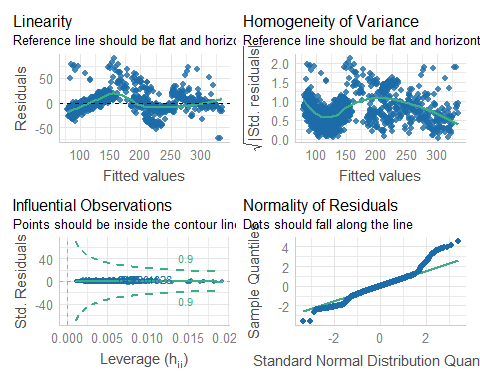 Linearity
Reference line should be flat and horizo
Residuals
50
0
-50
100 150 200 250 300
Fitted values
Homogeneity of Variance
Reference line should be flat and horizont
√|Std. residuals|
2.0
1.5
1.0
0.5
0.0
100 150 200 250 300
Fitted values
Influential Observations
Points should be inside the contour line
Std. Residuals
40
0
-40
0.9
0.9
0.000 0.005 0.010 0.015 0.02
Leverage (hii)
Normality of Residuals
Dots should fall along the line
Sample Quantiles
4
2
0
-2
-2 0 2
Standard Normal Distribution Quan